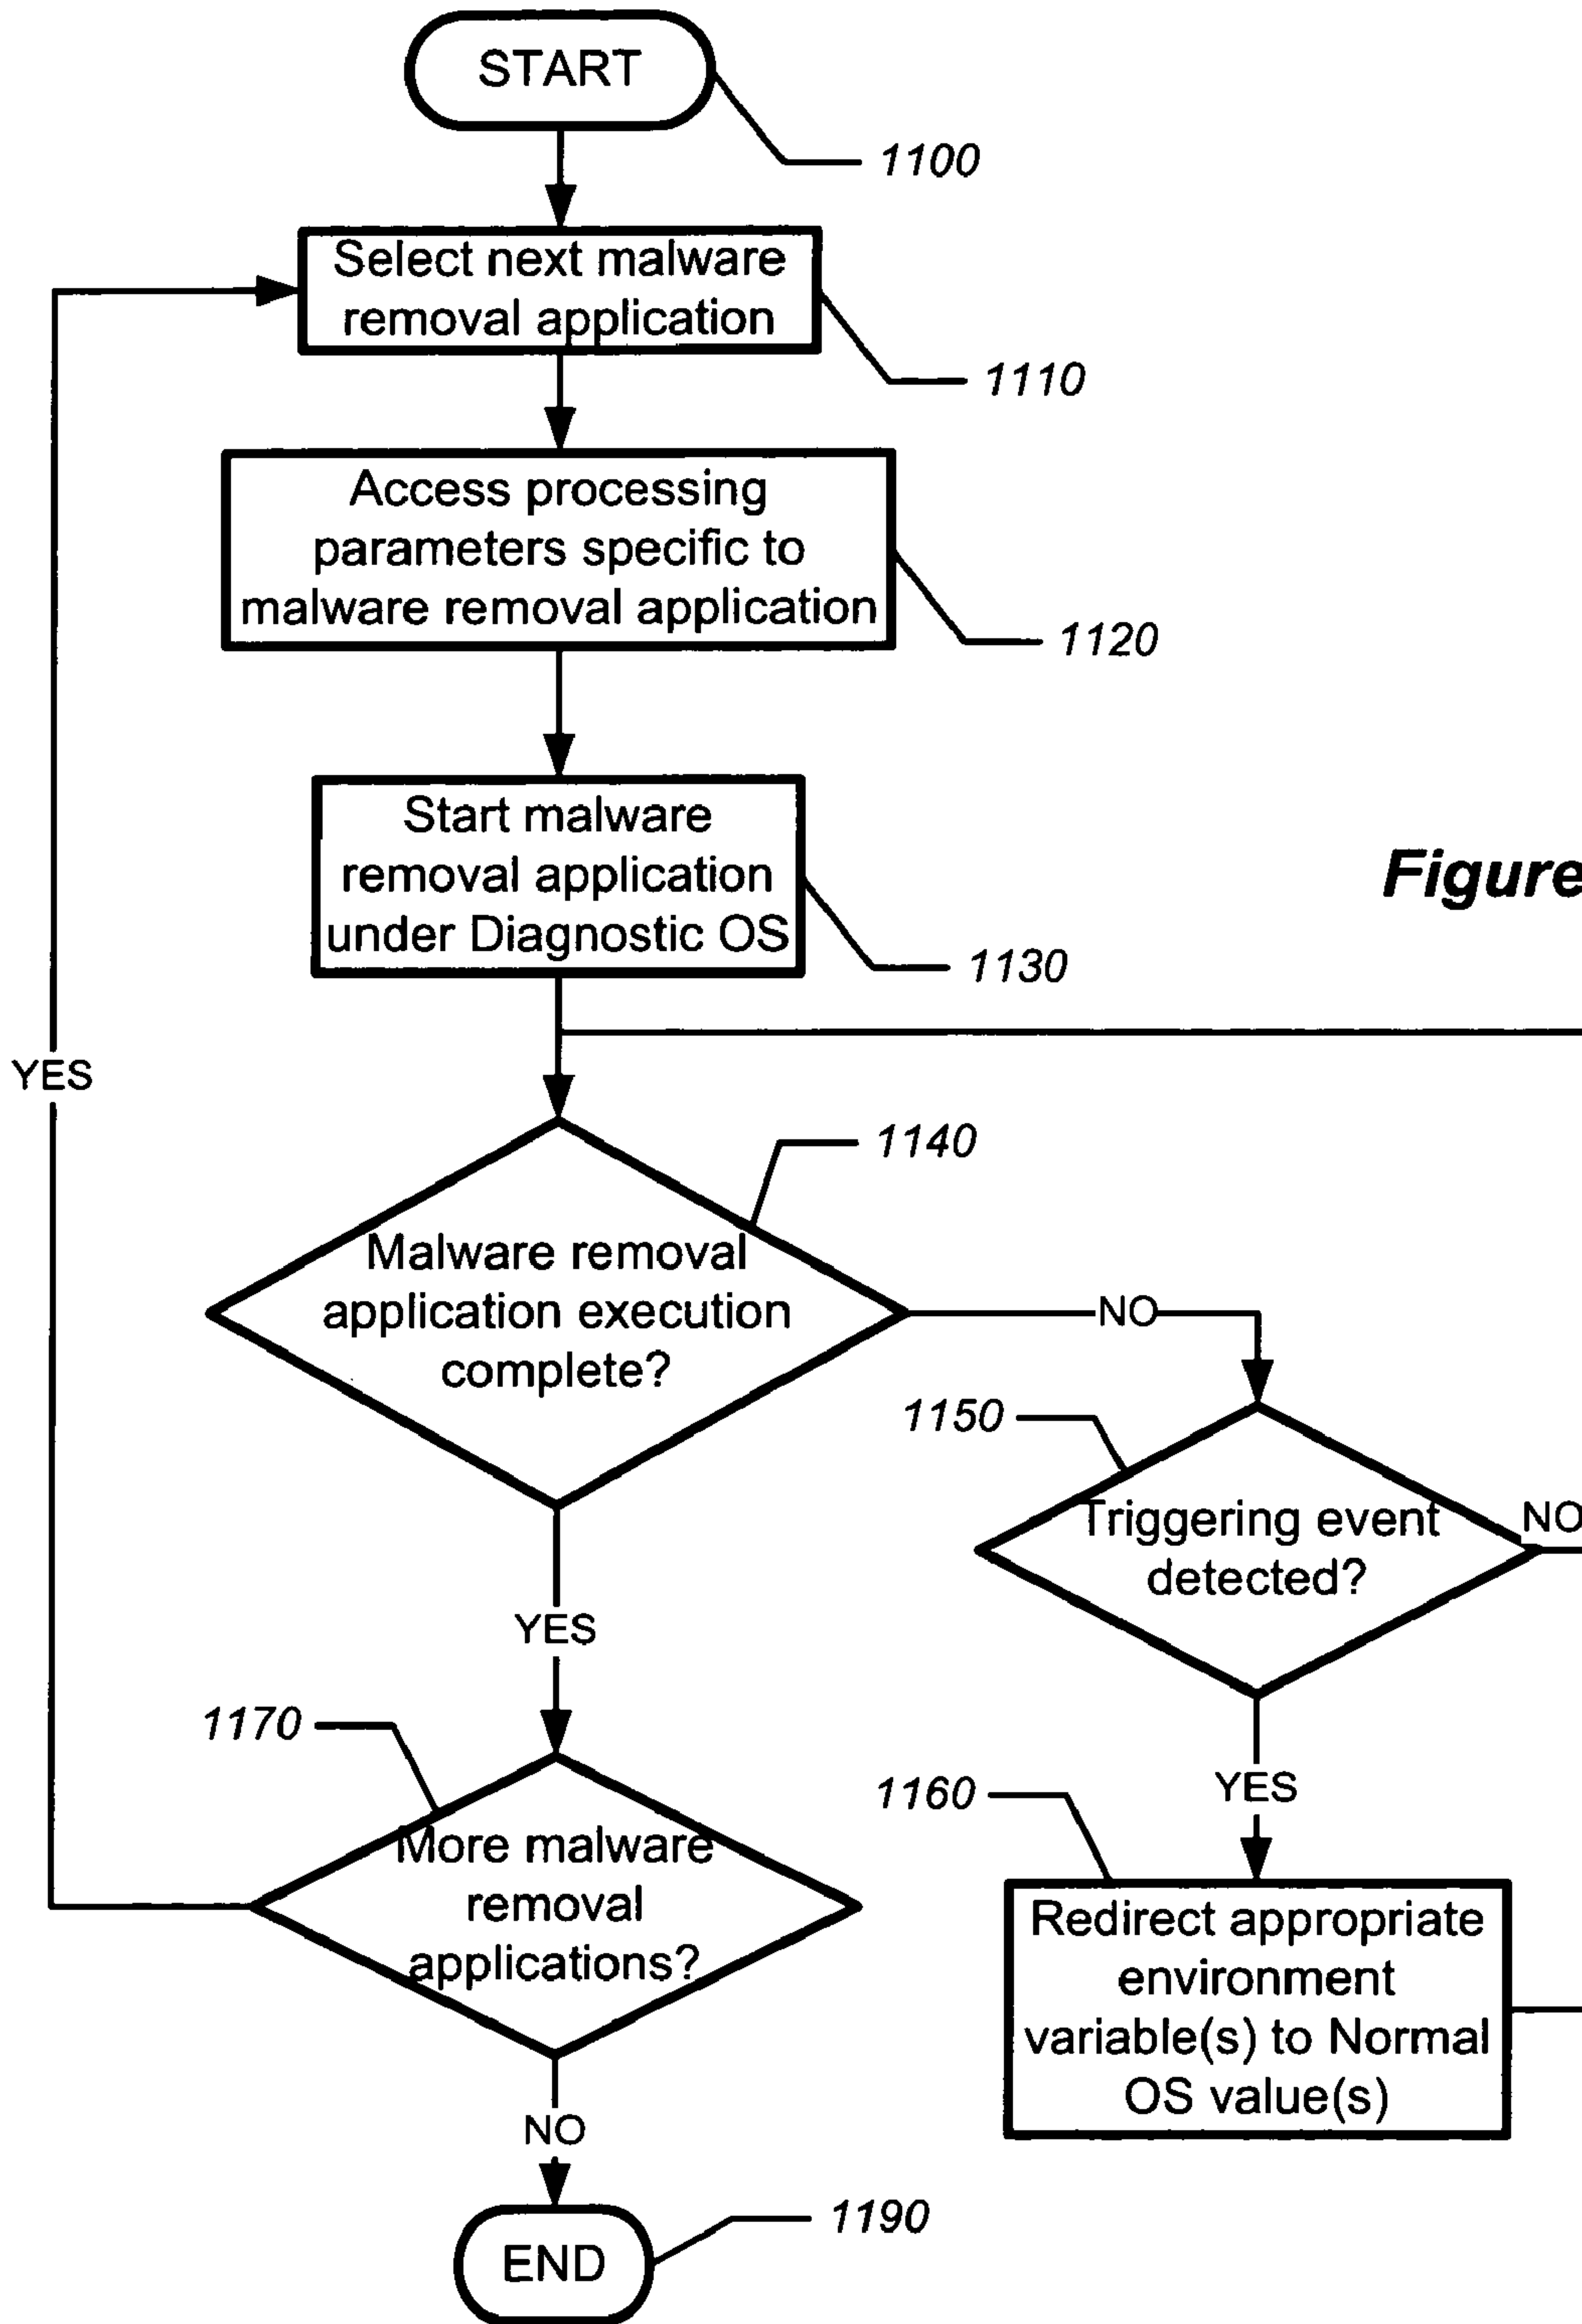 START
1100
Select next malware
removal application
1110
Access processing
parameters specific to
malware removal application
1120
Start malware
removal application
under Diagnostic OS
1130
Figure
YES
1140
Malware removal
application execution
complete?
NO
1150
Triggering event
detected?
NO
YES
YES
1170
More malware
removal
applications?
1160
Redirect appropriate
environment
variable(s) to Normal
OS value(s)
NO
END
1190